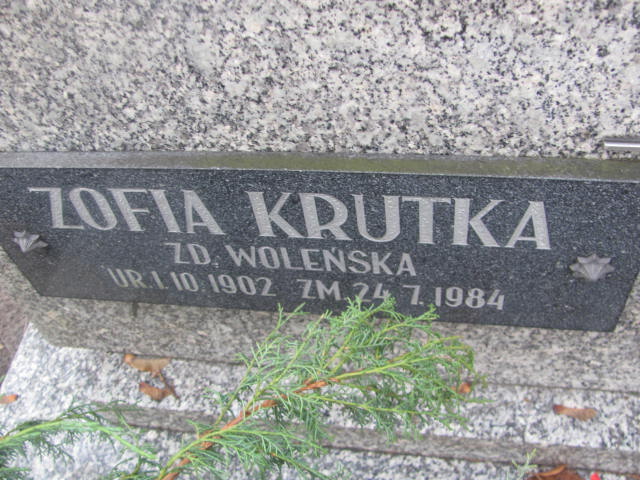 ZOFIA KRUTKA
ZD. WOLEŃSKA
UR. 1. 10. 1902 ZM. 24. 7. 1984